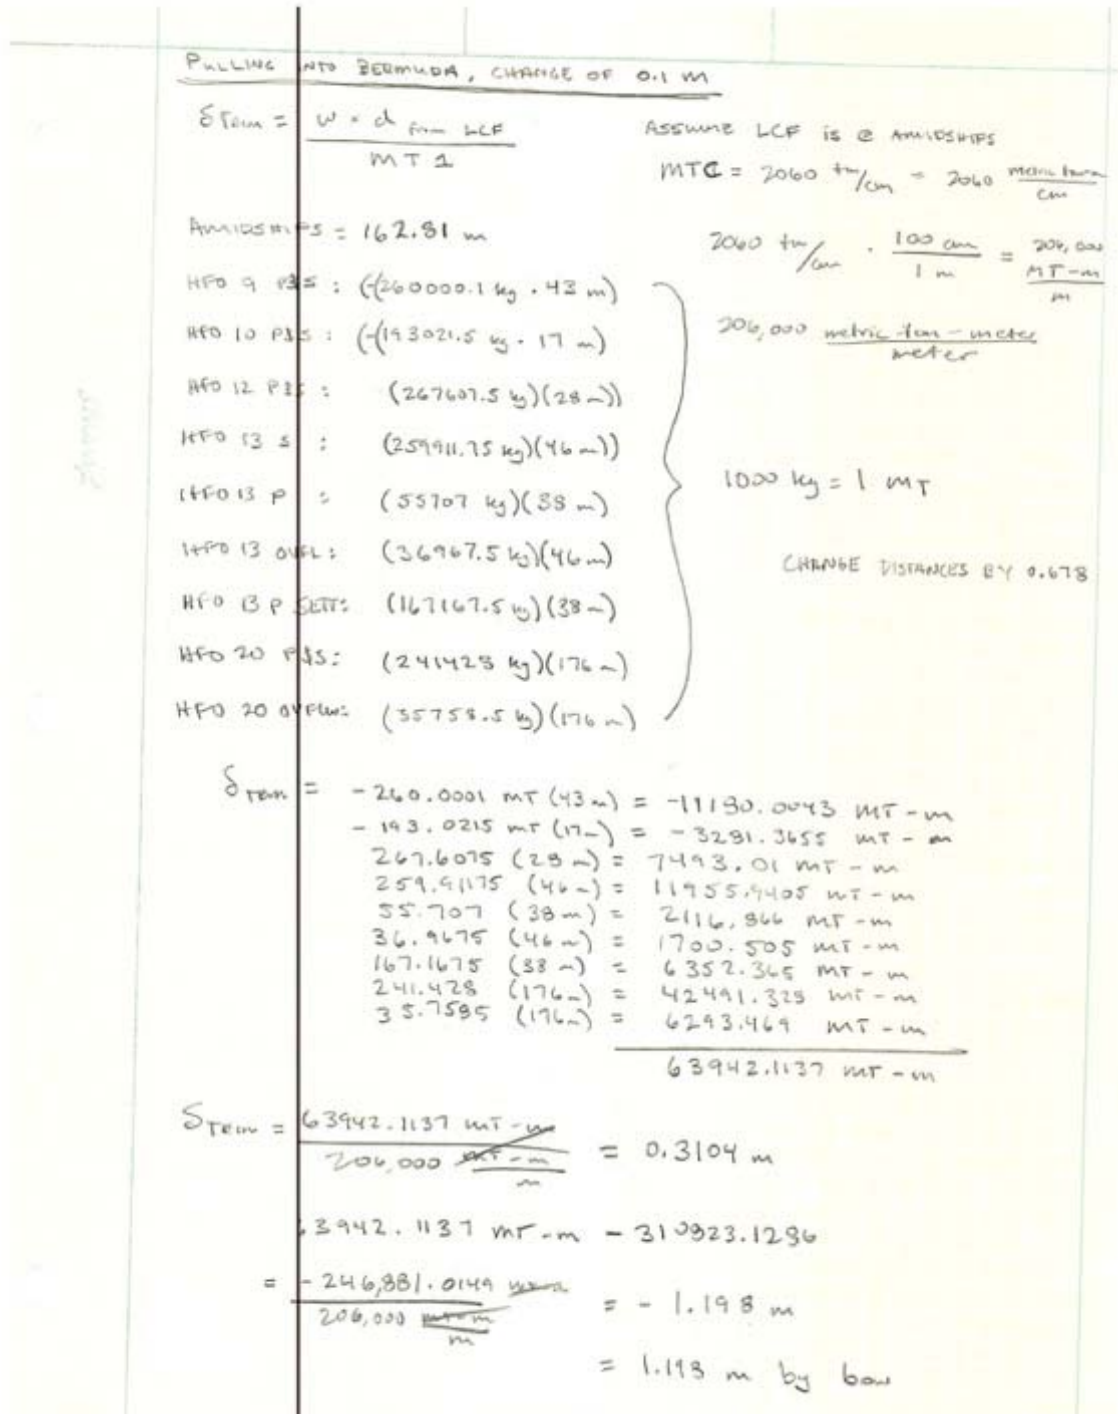 PULLING INTO BERMUDA, CHANGE OF 0.1 m
δTrim = w · d from LCF
MT 1
ASSUME LCF is @ AMIDSHIPS
MTC = 2060 tm/cm = 2060 metric tons
cm
AMIDSHIPS = 162.81 m
2060 tm/cm · 100 cm = 206,000
1 m MT-m
m
HFO 9 P&S : (-(260000.1 kg · 43 m)
HFO 10 P&S : (-(193021.5 kg · 17 m)
206,000 metric-ton-meter
meter
HFO 12 P&S : (267607.5 kg)(28 m))
HFO 13 S : (259911.75 kg)(46 m))
HFO 13 P : (55707 kg)(38 m)
1000 kg = 1 MT
HFO 13 OVFL: (36967.5 kg)(46 m)
CHANGE DISTANCES BY 0.678
HFO 13 P SETT: (167167.5 kg)(38 m)
HFO 20 P&S: (241428 kg)(176 m)
HFO 20 OVFLW: (35758.5 kg)(176 m)
δTrim = - 260.0001 MT (43 m) = -11180.0043 MT-m
- 193.0215 MT (17m) = - 3281.3655 MT - m
267.6075 (28 m) = 7493.01 MT - m
259.91175 (46 m) = 11955.9405 MT - m
55.707 (38 m) = 2116.866 MT - m
36.9675 (46 m) = 1700.505 MT - m
167.1675 (38 m) = 6352.365 MT - m
241.428 (176m) = 42491.328 MT - m
35.7585 (176m) = 6293.469 MT - m
63942.1137 MT - m
δTrim = 63942.1137 MT - m = 0.3104 m
206,000 MT - m
m
3942.1137 MT-m - 310823.1286
= - 246,881.0149 = - 1.198 m
206,000 MT-m
m
= 1.198 m by bow